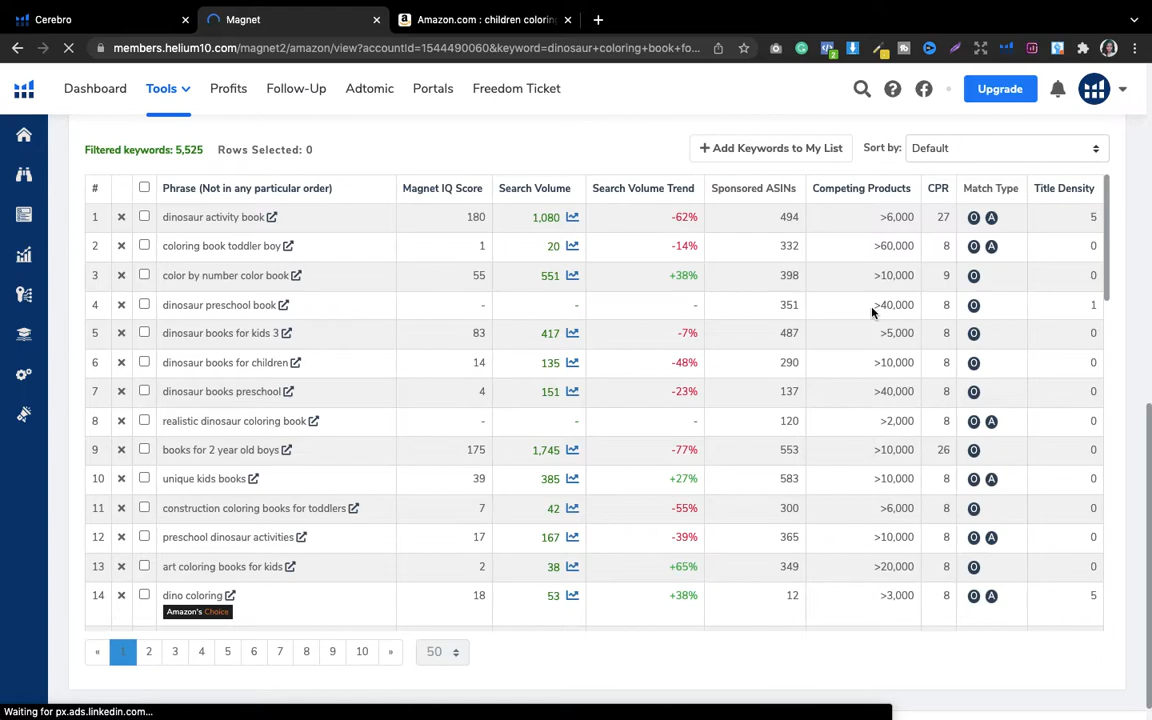 Cerebro
Magnet
Amazon.com : children coloring
members.helium10.com/magnet2/amazon/view?accountId=1544490060&keyword=dinosaur+coloring+book+fo...
Dashboard Tools Profits Follow-Up Adtomic Portals Freedom Ticket Upgrade
Filtered keywords: 5,525 Rows Selected: 0 + Add Keywords to My List Sort by: Default
# Phrase (Not in any particular order) Magnet IQ Score Search Volume Search Volume Trend Sponsored ASINs Competing Products CPR Match Type Title Density
1 dinosaur activity book 180 1,080 -62% 494 >6,000 27 O A 5
2 coloring book toddler boy 1 20 -14% 332 >60,000 8 O A 0
3 color by number color book 55 551 +38% 398 >10,000 9 O 0
4 dinosaur preschool book - - - 351 >40,000 8 O 1
5 dinosaur books for kids 3 83 417 -7% 487 >5,000 8 O 0
6 dinosaur books for children 14 135 -48% 290 >10,000 8 O 0
7 dinosaur books preschool 4 151 -23% 137 >40,000 8 O 0
8 realistic dinosaur coloring book - - - 120 >2,000 8 O A 0
9 books for 2 year old boys 175 1,745 -77% 553 >10,000 26 O 0
10 unique kids books 39 385 +27% 583 >10,000 8 O A 0
11 construction coloring books for toddlers 7 42 -55% 300 >6,000 8 O 0
12 preschool dinosaur activities 17 167 -39% 365 >10,000 8 O A 0
13 art coloring books for kids 2 38 +65% 349 >20,000 8 O 0
14 dino coloring 18 53 +38% 12 >3,000 8 O A 5
Amazon's Choice
« 1 2 3 4 5 6 7 8 9 10 » 50
Waiting for px.ads.linkedin.com...